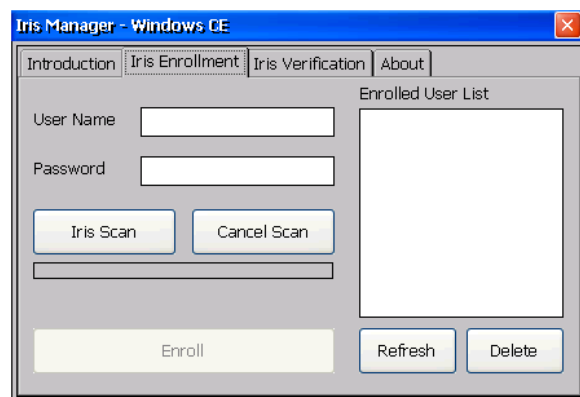 Iris Manager - Windows CE
Introduction Iris Enrollment Iris Verification About
Enrolled User List
User Name
Password
Iris Scan Cancel Scan
Enroll Refresh Delete